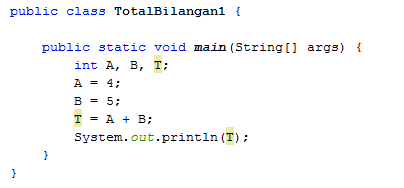 public class TotalBilangan1 {
public static void main(String[] args) {
int A, B, T;
A = 4;
B = 5;
T = A + B;
System.out.println(T);
}
}